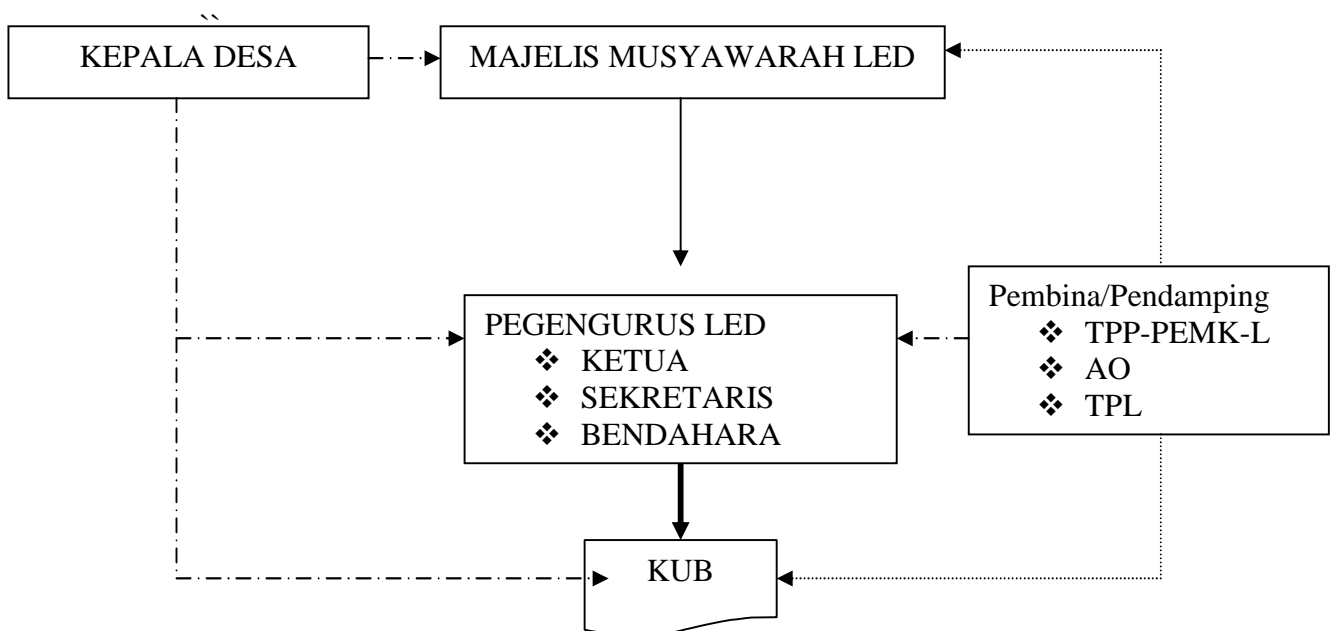 ``
KEPALA DESA
MAJELIS MUSYAWARAH LED
Pembina/Pendamping
❖ TPP-PEMK-L
❖ AO
❖ TPL
PEGENGURUS LED
❖ KETUA
❖ SEKRETARIS
❖ BENDAHARA
KUB